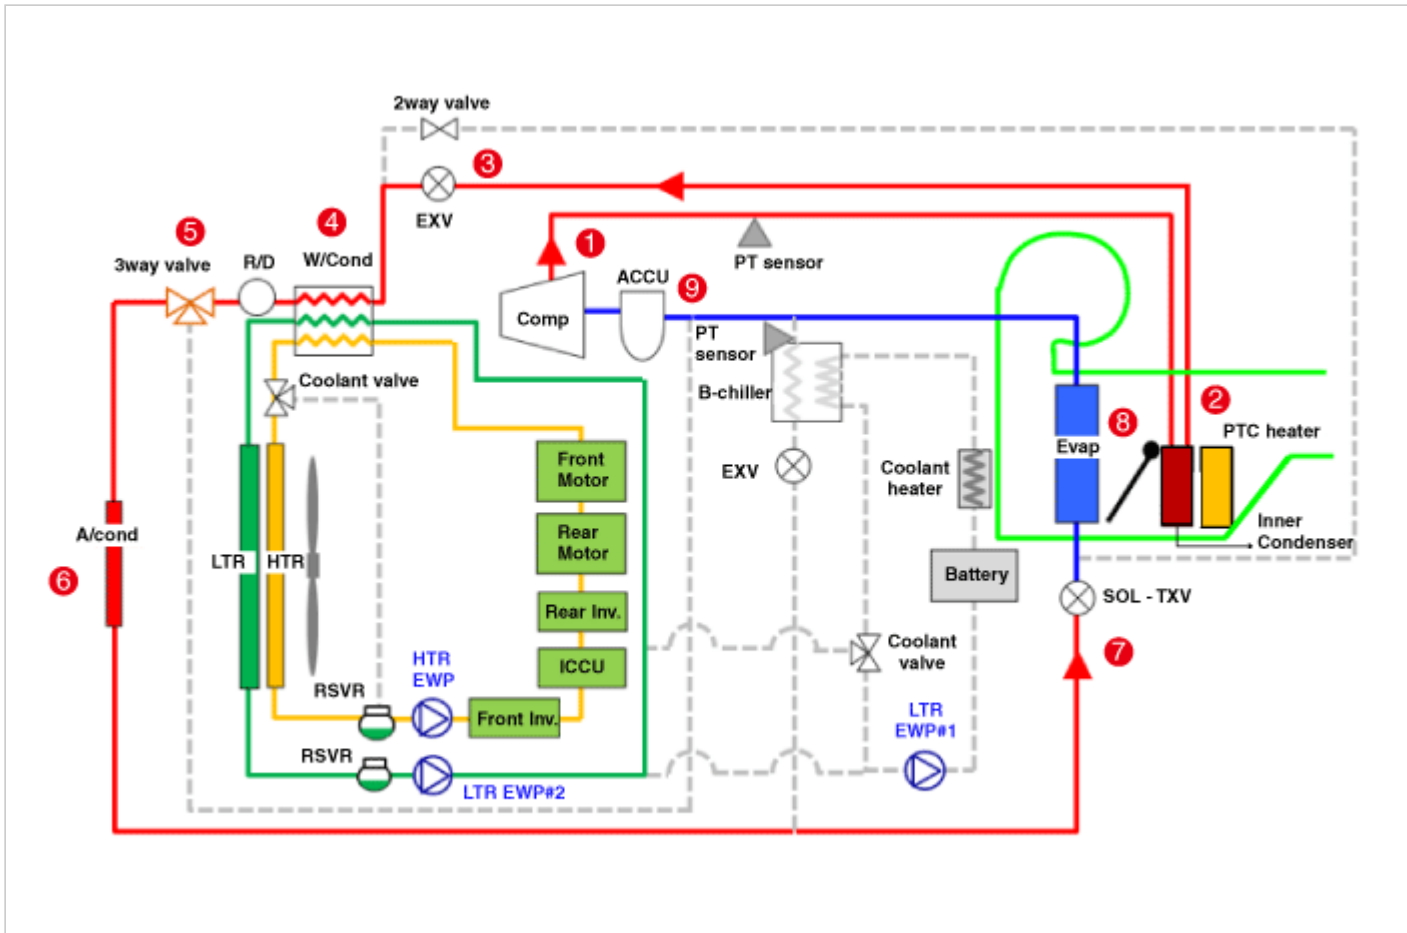 2way valve
3
EXV
4
5
W/Cond
R/D
3way valve
1
PT sensor
ACCU
9
Comp
PT
sensor
B-chiller
Coolant valve
EXV
Coolant
heater
8
Evap
2
PTC heater
Inner
Condenser
Front
Motor
Rear
Motor
Rear Inv.
ICCU
Front Inv.
A/cond
6
LTR
HTR
Battery
SOL - TXV
7
Coolant
valve
HTR
EWP
RSVR
LTR
EWP#1
RSVR
LTR EWP#2